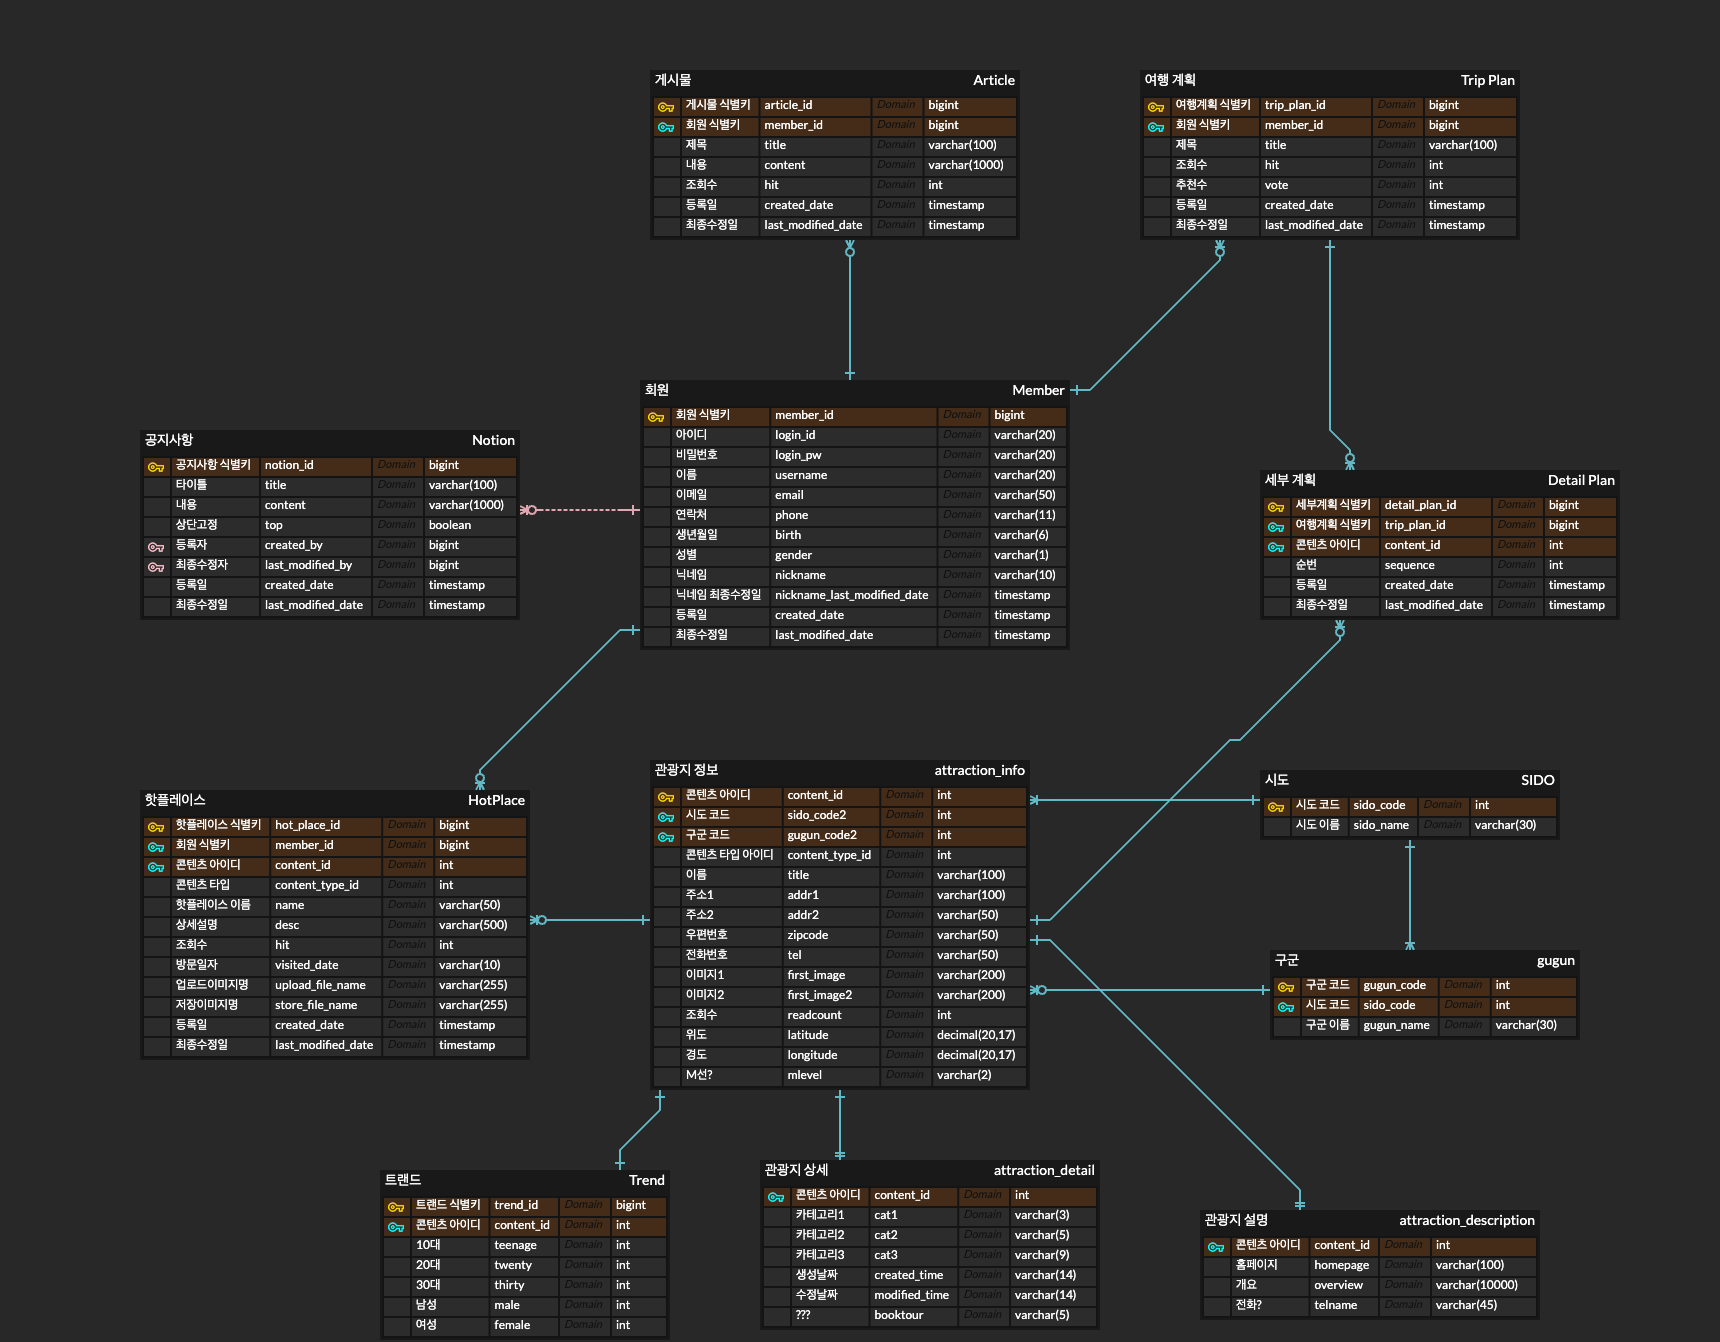 게시물 Article
게시물 식별키 article_id Domain bigint
회원 식별키 member_id Domain bigint
제목 title Domain varchar(100)
내용 content Domain varchar(1000)
조회수 hit Domain int
등록일 created_date Domain timestamp
최종수정일 last_modified_date Domain timestamp
여행 계획 Trip Plan
여행계획 식별키 trip_plan_id Domain bigint
회원 식별키 member_id Domain bigint
제목 title Domain varchar(100)
조회수 hit Domain int
추천수 vote Domain int
등록일 created_date Domain timestamp
최종수정일 last_modified_date Domain timestamp
회원 Member
회원 식별키 member_id Domain bigint
아이디 login_id Domain varchar(20)
비밀번호 login_pw Domain varchar(20)
이름 username Domain varchar(20)
이메일 email Domain varchar(50)
연락처 phone Domain varchar(11)
생년월일 birth Domain varchar(6)
성별 gender Domain varchar(1)
닉네임 nickname Domain varchar(10)
닉네임 최종수정일 nickname_last_modified_date Domain timestamp
등록일 created_date Domain timestamp
최종수정일 last_modified_date Domain timestamp
공지사항 Notion
공지사항 식별키 notion_id Domain bigint
타이틀 title Domain varchar(100)
내용 content Domain varchar(1000)
상단고정 top Domain boolean
등록자 created_by Domain bigint
최종수정자 last_modified_by Domain bigint
등록일 created_date Domain timestamp
최종수정일 last_modified_date Domain timestamp
세부 계획 Detail Plan
세부계획 식별키 detail_plan_id Domain bigint
여행계획 식별키 trip_plan_id Domain bigint
콘텐츠 아이디 content_id Domain int
순번 sequence Domain int
등록일 created_date Domain timestamp
최종수정일 last_modified_date Domain timestamp
핫플레이스 HotPlace
핫플레이스 식별키 hot_place_id Domain bigint
회원 식별키 member_id Domain bigint
콘텐츠 아이디 content_id Domain int
콘텐츠 타입 content_type_id Domain int
핫플레이스 이름 name Domain varchar(50)
상세설명 desc Domain varchar(500)
조회수 hit Domain int
방문일자 visited_date Domain varchar(10)
업로드이미지명 upload_file_name Domain varchar(255)
저장이미지명 store_file_name Domain varchar(255)
등록일 created_date Domain timestamp
최종수정일 last_modified_date Domain timestamp
관광지 정보 attraction_info
콘텐츠 아이디 content_id Domain int
시도 코드 sido_code2 Domain int
구군 코드 gugun_code2 Domain int
콘텐츠 타입 아이디 content_type_id Domain int
이름 title Domain varchar(100)
주소1 addr1 Domain varchar(100)
주소2 addr2 Domain varchar(50)
우편번호 zipcode Domain varchar(50)
전화번호 tel Domain varchar(50)
이미지1 first_image Domain varchar(200)
이미지2 first_image2 Domain varchar(200)
조회수 readcount Domain int
위도 latitude Domain decimal(20,17)
경도 longitude Domain decimal(20,17)
M선? mlevel Domain varchar(2)
시도 SIDO
시도 코드 sido_code Domain int
시도 이름 sido_name Domain varchar(30)
구군 gugun
구군 코드 gugun_code Domain int
시도 코드 sido_code Domain int
구군 이름 gugun_name Domain varchar(30)
트랜드 Trend
트랜드 식별키 trend_id Domain bigint
콘텐츠 아이디 content_id Domain int
10대 teenage Domain int
20대 twenty Domain int
30대 thirty Domain int
남성 male Domain int
여성 female Domain int
관광지 상세 attraction_detail
콘텐츠 아이디 content_id Domain int
카테고리1 cat1 Domain varchar(3)
카테고리2 cat2 Domain varchar(5)
카테고리3 cat3 Domain varchar(9)
생성날짜 created_time Domain varchar(14)
수정날짜 modified_time Domain varchar(14)
??? booktour Domain varchar(5)
관광지 설명 attraction_description
콘텐츠 아이디 content_id Domain int
홈페이지 homepage Domain varchar(100)
개요 overview Domain varchar(10000)
전화? telname Domain varchar(45)